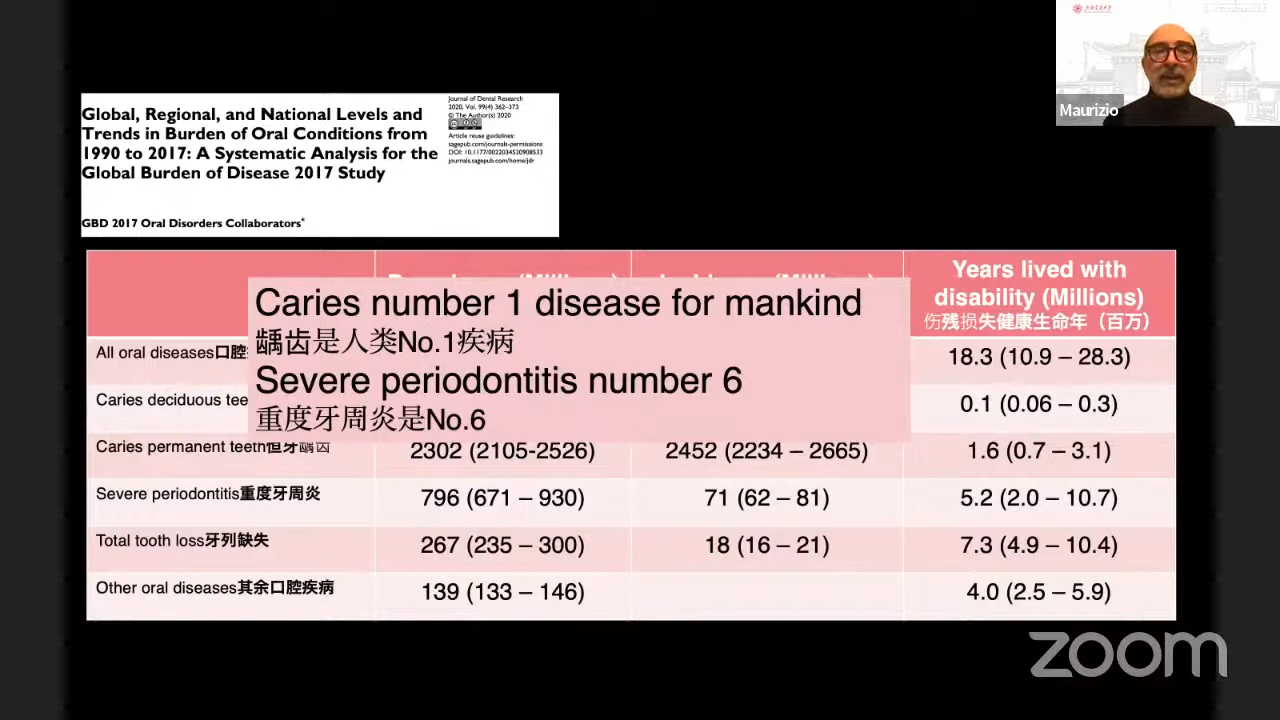 Maurizio
Global, Regional, and National Levels and
Trends in Burden of Oral Conditions from
1990 to 2017: A Systematic Analysis for the
Global Burden of Disease 2017 Study
GBD 2017 Oral Disorders Collaborators*
Journal of Dental Research
2020, Vol. 99(4) 362–373
© The Author(s) 2020
Article reuse guidelines:
sagepub.com/journals-permissions
DOI: 10.1177/0022034520908533
journals.sagepub.com/home/jdr
Years lived with
disability (Millions)
伤残损失健康生命年（百万）
Caries number 1 disease for mankind
龋齿是人类No.1疾病
Severe periodontitis number 6
重度牙周炎是No.6
All oral diseases口腔 18.3 (10.9 – 28.3)
Caries deciduous tee 0.1 (0.06 – 0.3)
Caries permanent teeth恒牙龋齿 2302 (2105-2526) 2452 (2234 – 2665) 1.6 (0.7 – 3.1)
Severe periodontitis重度牙周炎 796 (671 – 930) 71 (62 – 81) 5.2 (2.0 – 10.7)
Total tooth loss牙列缺失 267 (235 – 300) 18 (16 – 21) 7.3 (4.9 – 10.4)
Other oral diseases其余口腔疾病 139 (133 – 146) 4.0 (2.5 – 5.9)
zoom